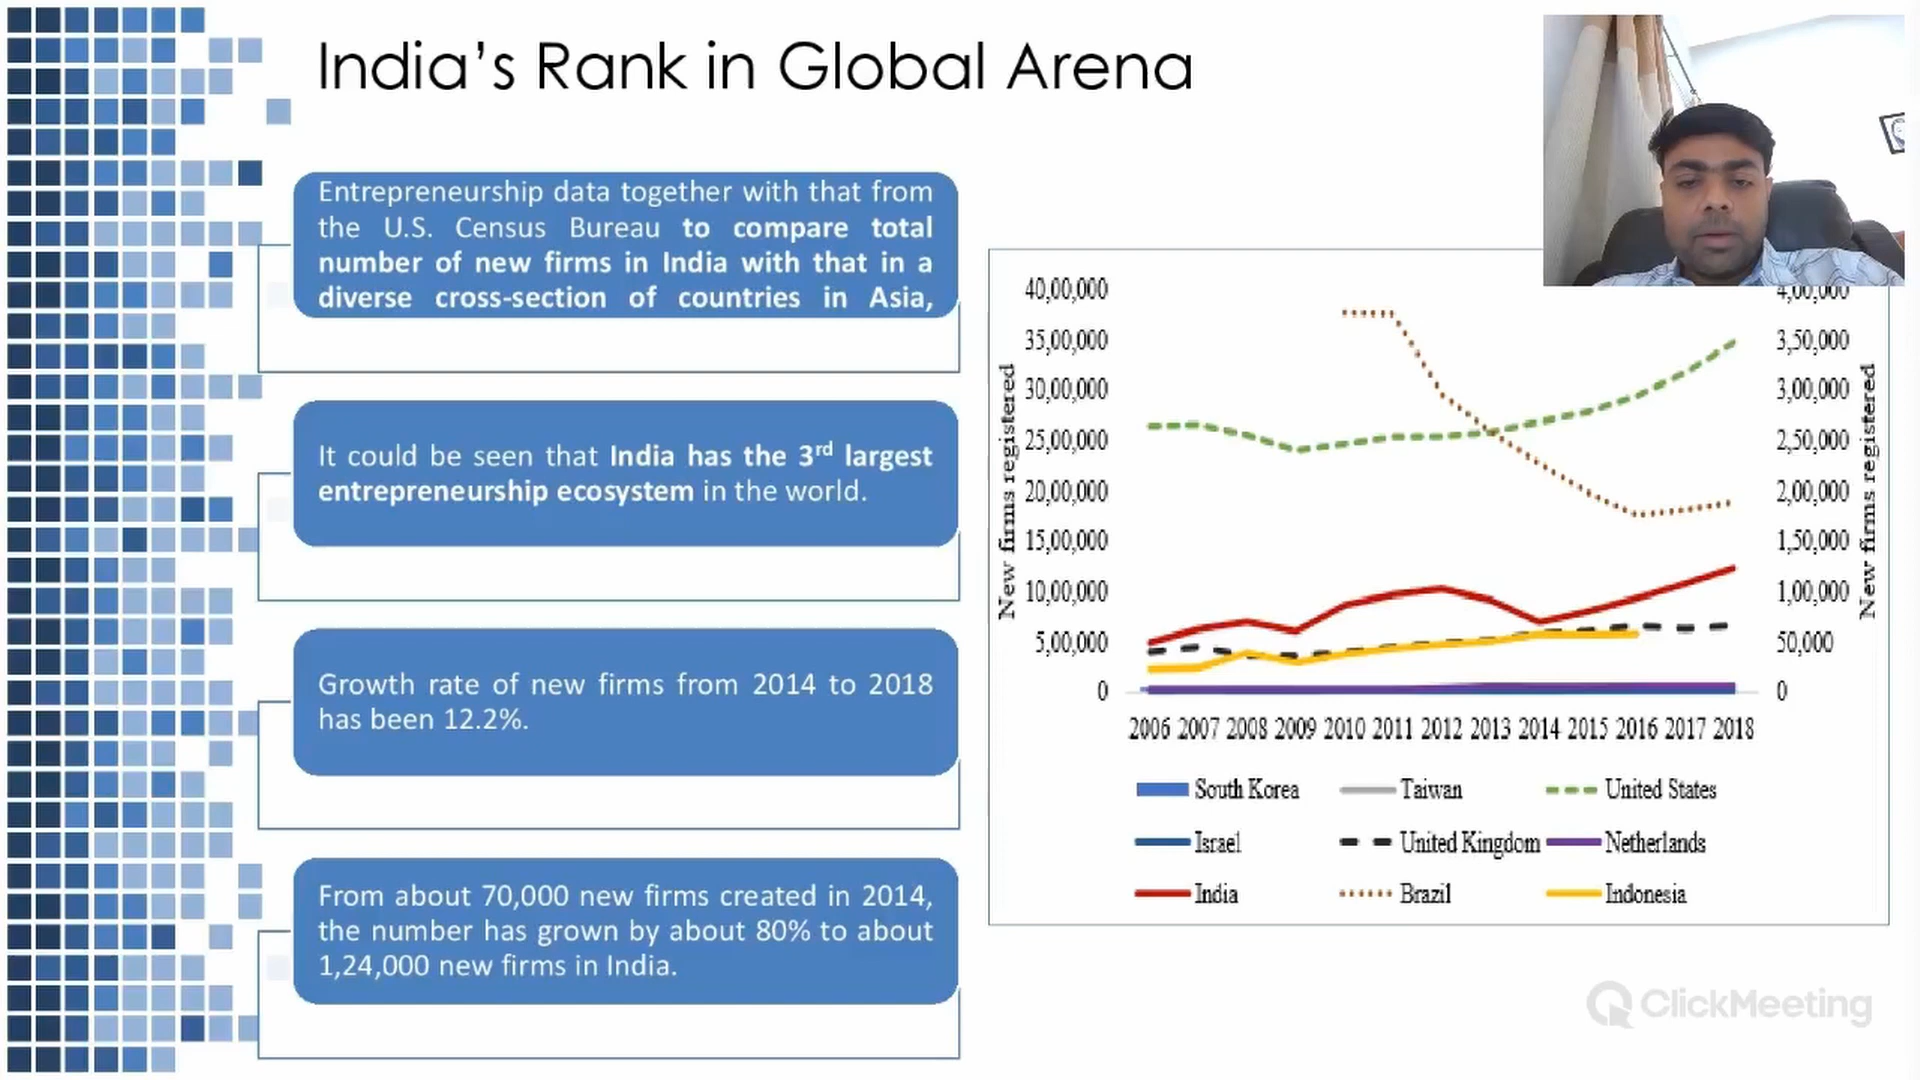 India's Rank in Global Arena
Entrepreneurship data together with that from
the U.S. Census Bureau to compare total
number of new firms in India with that in a
diverse cross-section of countries in Asia,
It could be seen that India has the 3rd largest
entrepreneurship ecosystem in the world.
Growth rate of new firms from 2014 to 2018
has been 12.2%.
From about 70,000 new firms created in 2014,
the number has grown by about 80% to about
1,24,000 new firms in India.
New firms registered
40,00,000
35,00,000
30,00,000
25,00,000
20,00,000
15,00,000
10,00,000
5,00,000
0
4,00,000
3,50,000
3,00,000
2,50,000
2,00,000
1,50,000
1,00,000
50,000
0
New firms registered
2006 2007 2008 2009 2010 2011 2012 2013 2014 2015 2016 2017 2018
South Korea Taiwan United States
Israel United Kingdom Netherlands
India Brazil Indonesia
ClickMeeting